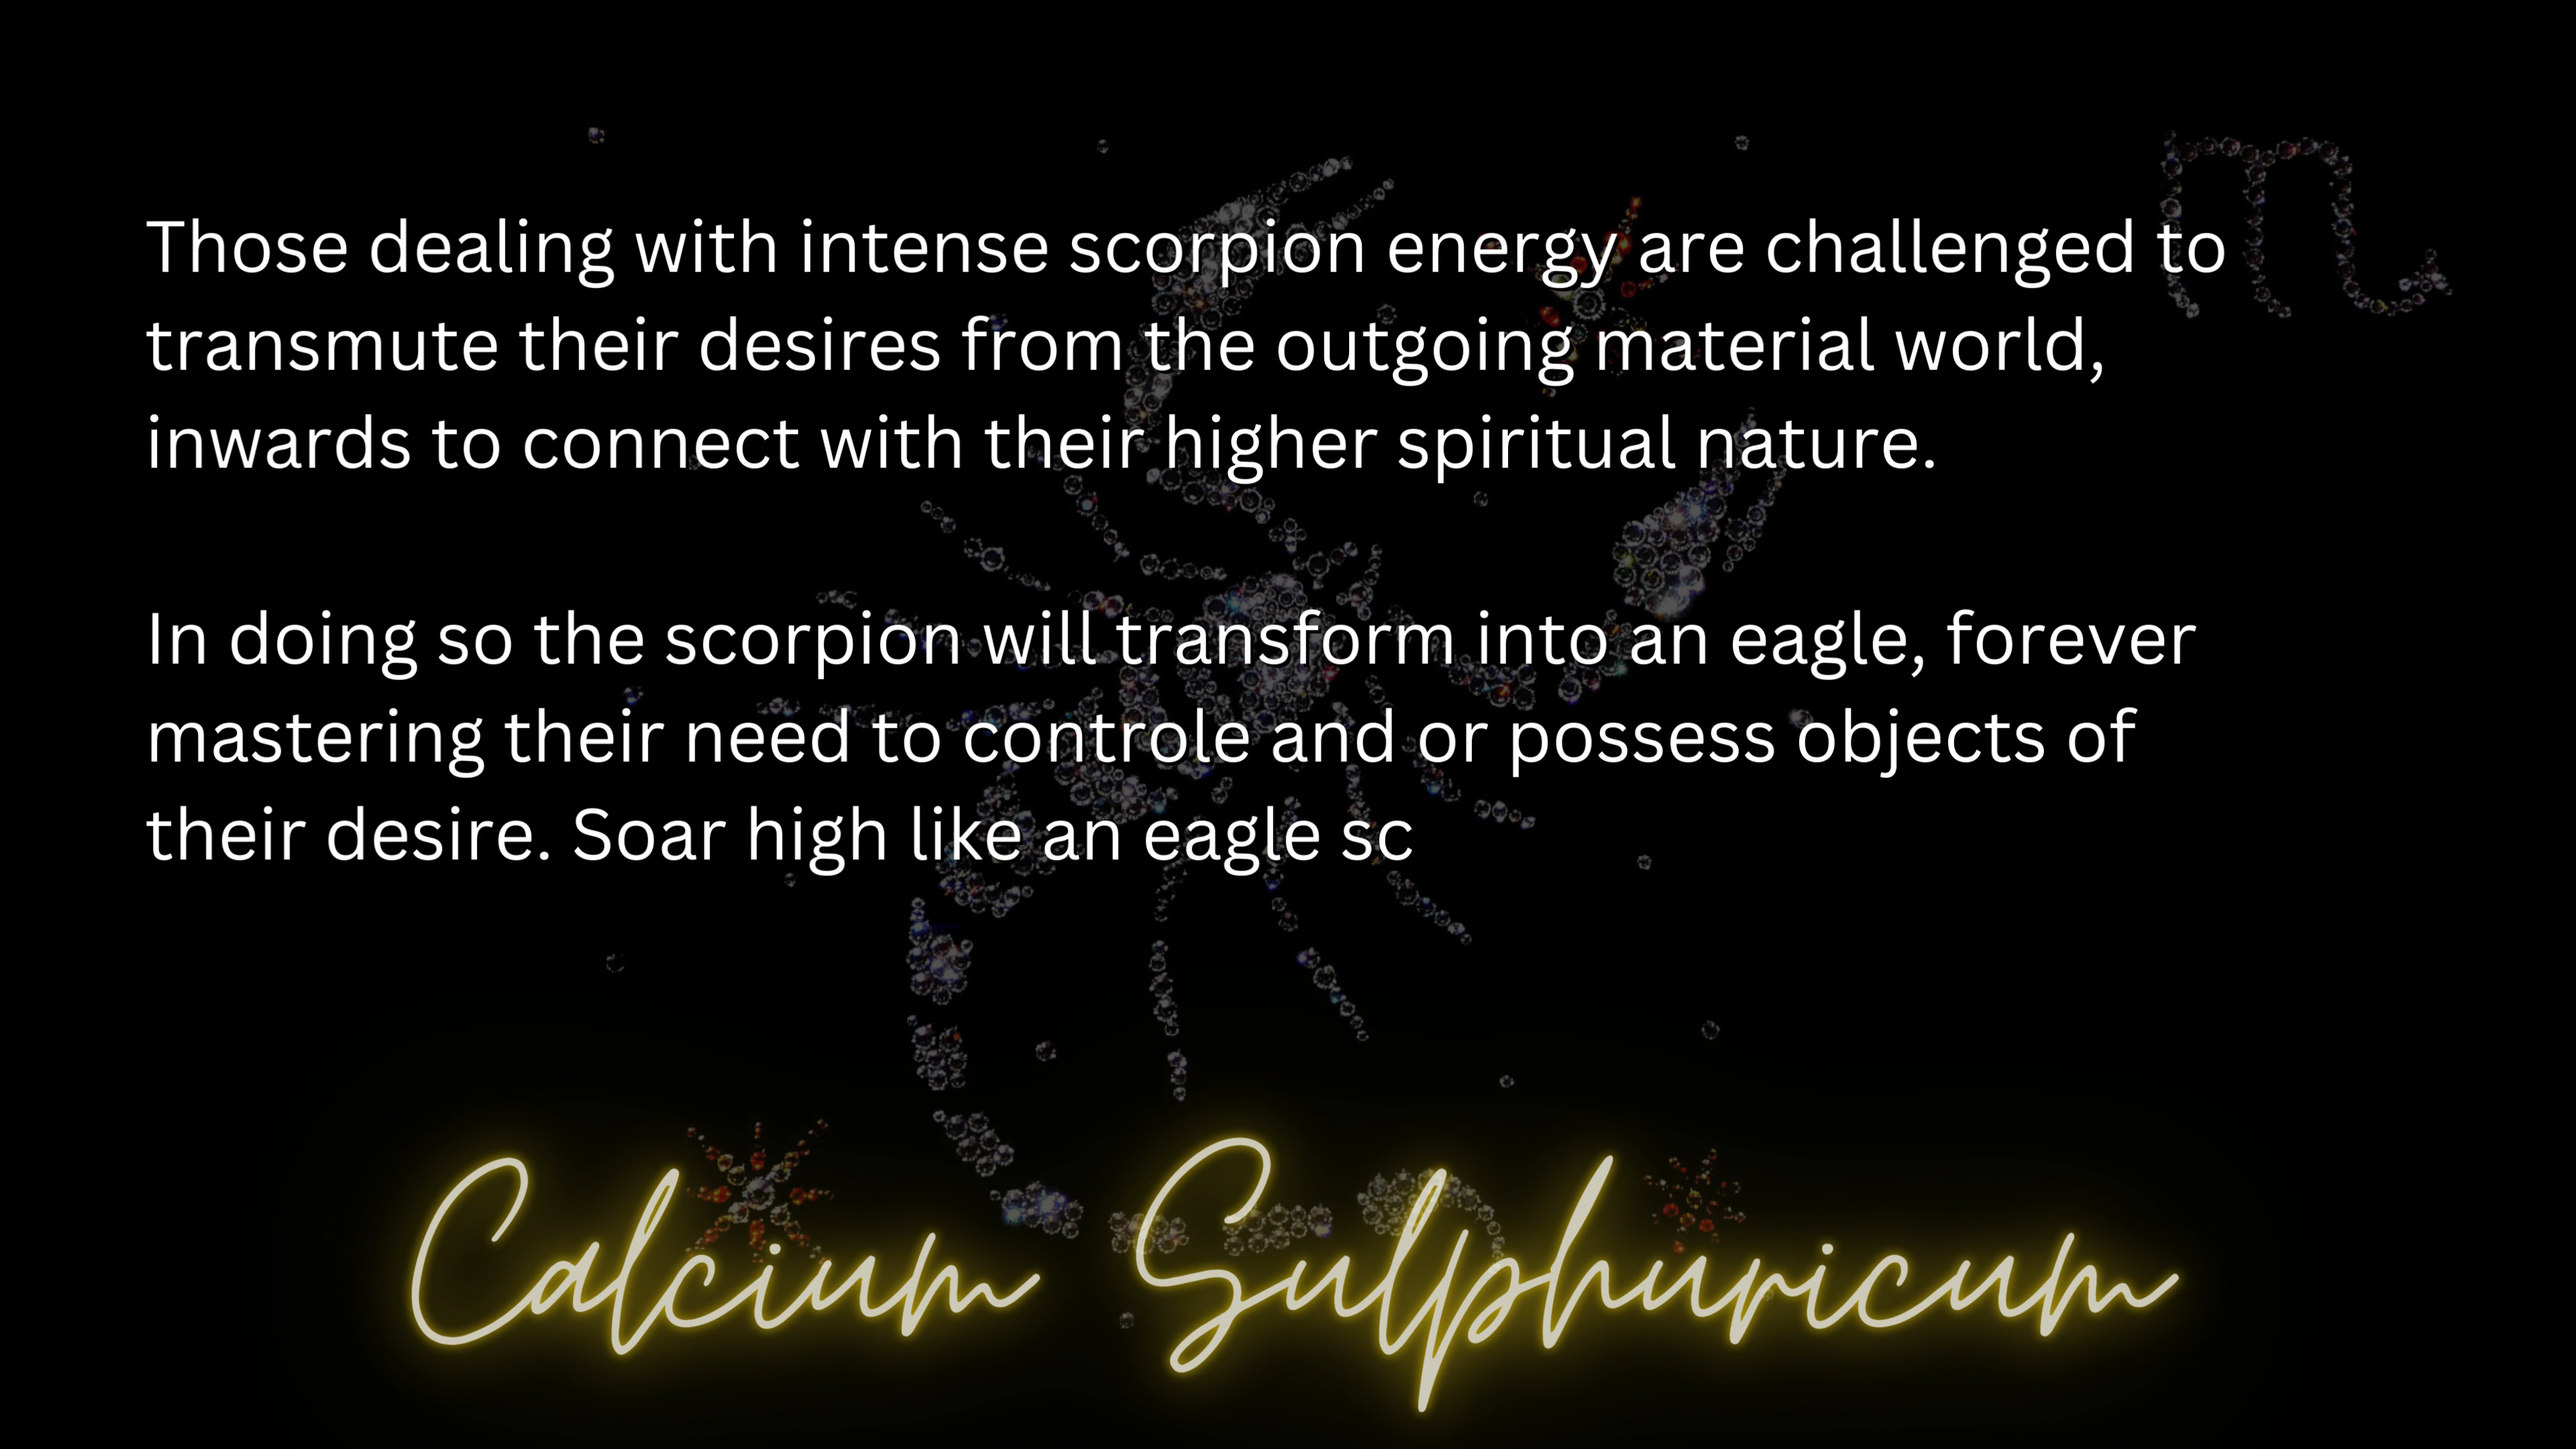 Those dealing with intense scorpion energy are challenged to
transmute their desires from the outgoing material world,
inwards to connect with their higher spiritual nature.
In doing so the scorpion will transform into an eagle, forever
mastering their need to controle and or possess objects of
their desire. Soar high like an eagle sc
Calcium Sulphuricum